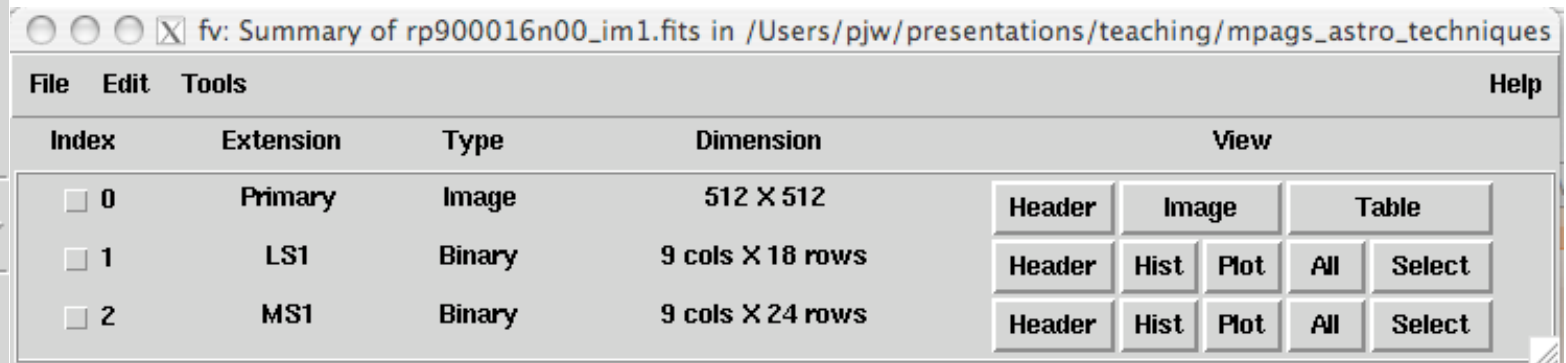 X fv: Summary of rp900016n00_im1.fits in /Users/pjw/presentations/teaching/mpags_astro_techniques
File Edit Tools Help
Index Extension Type Dimension View
0 Primary Image 512 X 512 Header Image Table
1 LS1 Binary 9 cols X 18 rows Header Hist Plot All Select
2 MS1 Binary 9 cols X 24 rows Header Hist Plot All Select